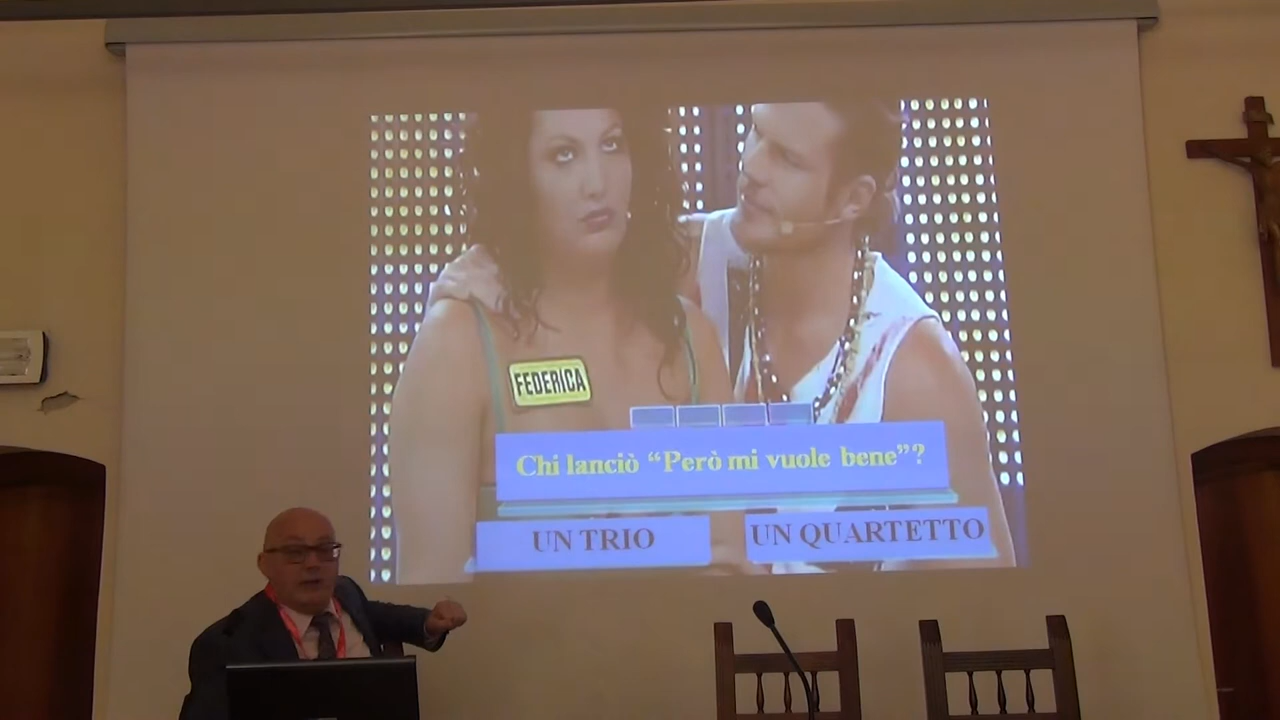 FEDERICA
Chi lanciò “Però mi vuole bene”?
UN TRIO
UN QUARTETTO